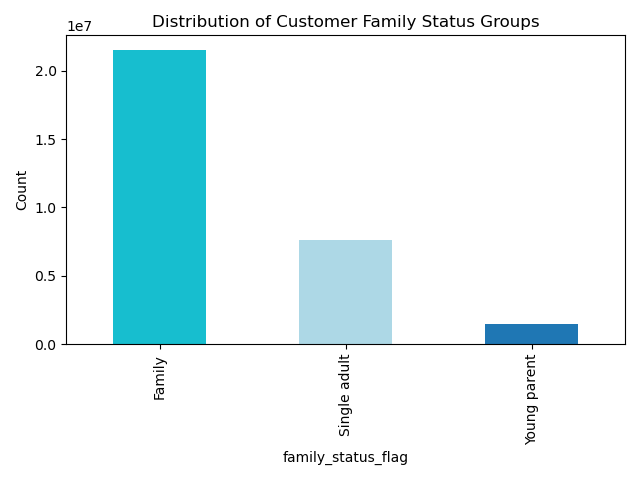 Distribution of Customer Family Status Groups
1e7
2.0
1.5
1.0
0.5
0.0
Count
Family
Single adult
Young parent
family_status_flag